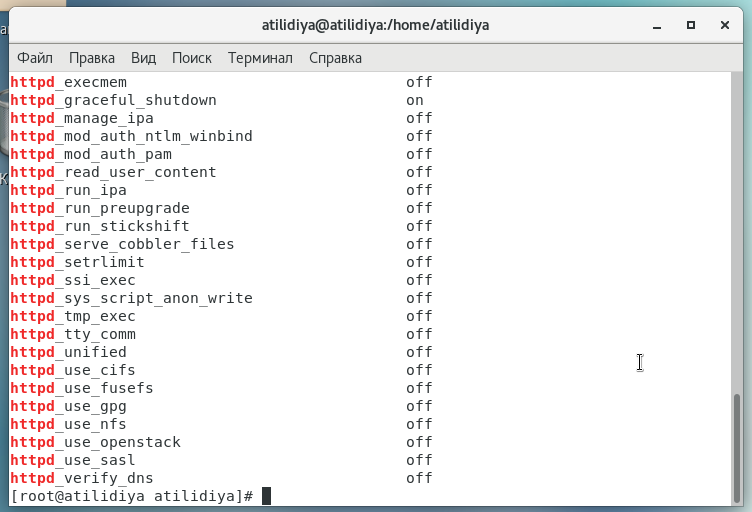 atilidiya@atilidiya:/home/atilidiya
Файл Правка Вид Поиск Терминал Справка
httpd_execmem off
httpd_graceful_shutdown on
httpd_manage_ipa off
httpd_mod_auth_ntlm_winbind off
httpd_mod_auth_pam off
httpd_read_user_content off
httpd_run_ipa off
httpd_run_preupgrade off
httpd_run_stickshift off
httpd_serve_cobbler_files off
httpd_setrlimit off
httpd_ssi_exec off
httpd_sys_script_anon_write off
httpd_tmp_exec off
httpd_tty_comm off
httpd_unified off
httpd_use_cifs off
httpd_use_fusefs off
httpd_use_gpg off
httpd_use_nfs off
httpd_use_openstack off
httpd_use_sasl off
httpd_verify_dns off
[root@atilidiya atilidiya]#